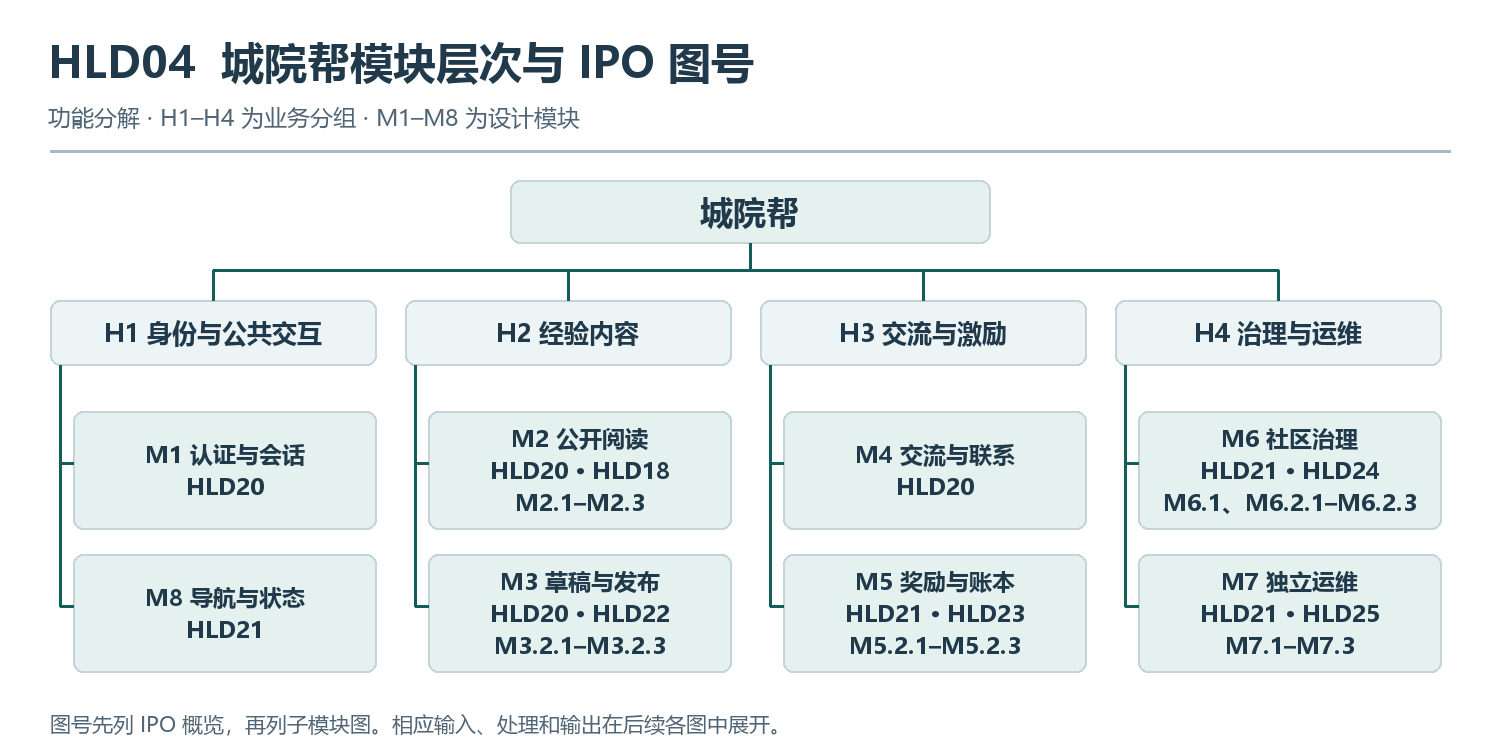 HLD04 城院帮模块层次与 IPO 图号
功能分解 · H1–H4 为业务分组 · M1–M8 为设计模块
城院帮
H1 身份与公共交互
H2 经验内容
H3 交流与激励
H4 治理与运维
M1 认证与会话
HLD20
M2 公开阅读
HLD20 • HLD18
M2.1–M2.3
M4 交流与联系
HLD20
M6 社区治理
HLD21 • HLD24
M6.1、M6.2.1–M6.2.3
M8 导航与状态
HLD21
M3 草稿与发布
HLD20 • HLD22
M3.2.1–M3.2.3
M5 奖励与账本
HLD21 • HLD23
M5.2.1–M5.2.3
M7 独立运维
HLD21 • HLD25
M7.1–M7.3
图号先列 IPO 概览，再列子模块图。相应输入、处理和输出在后续各图中展开。